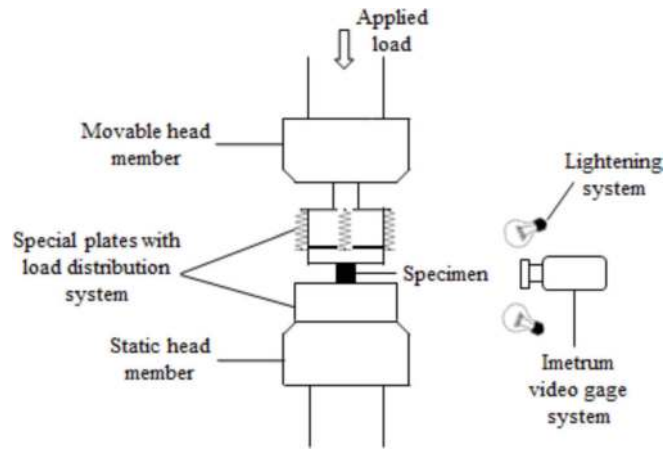 Applied
load
Movable head
member
Lightening
system
Special plates with
load distribution
system
Specimen
Static head
member
Imetrum
video gage
system